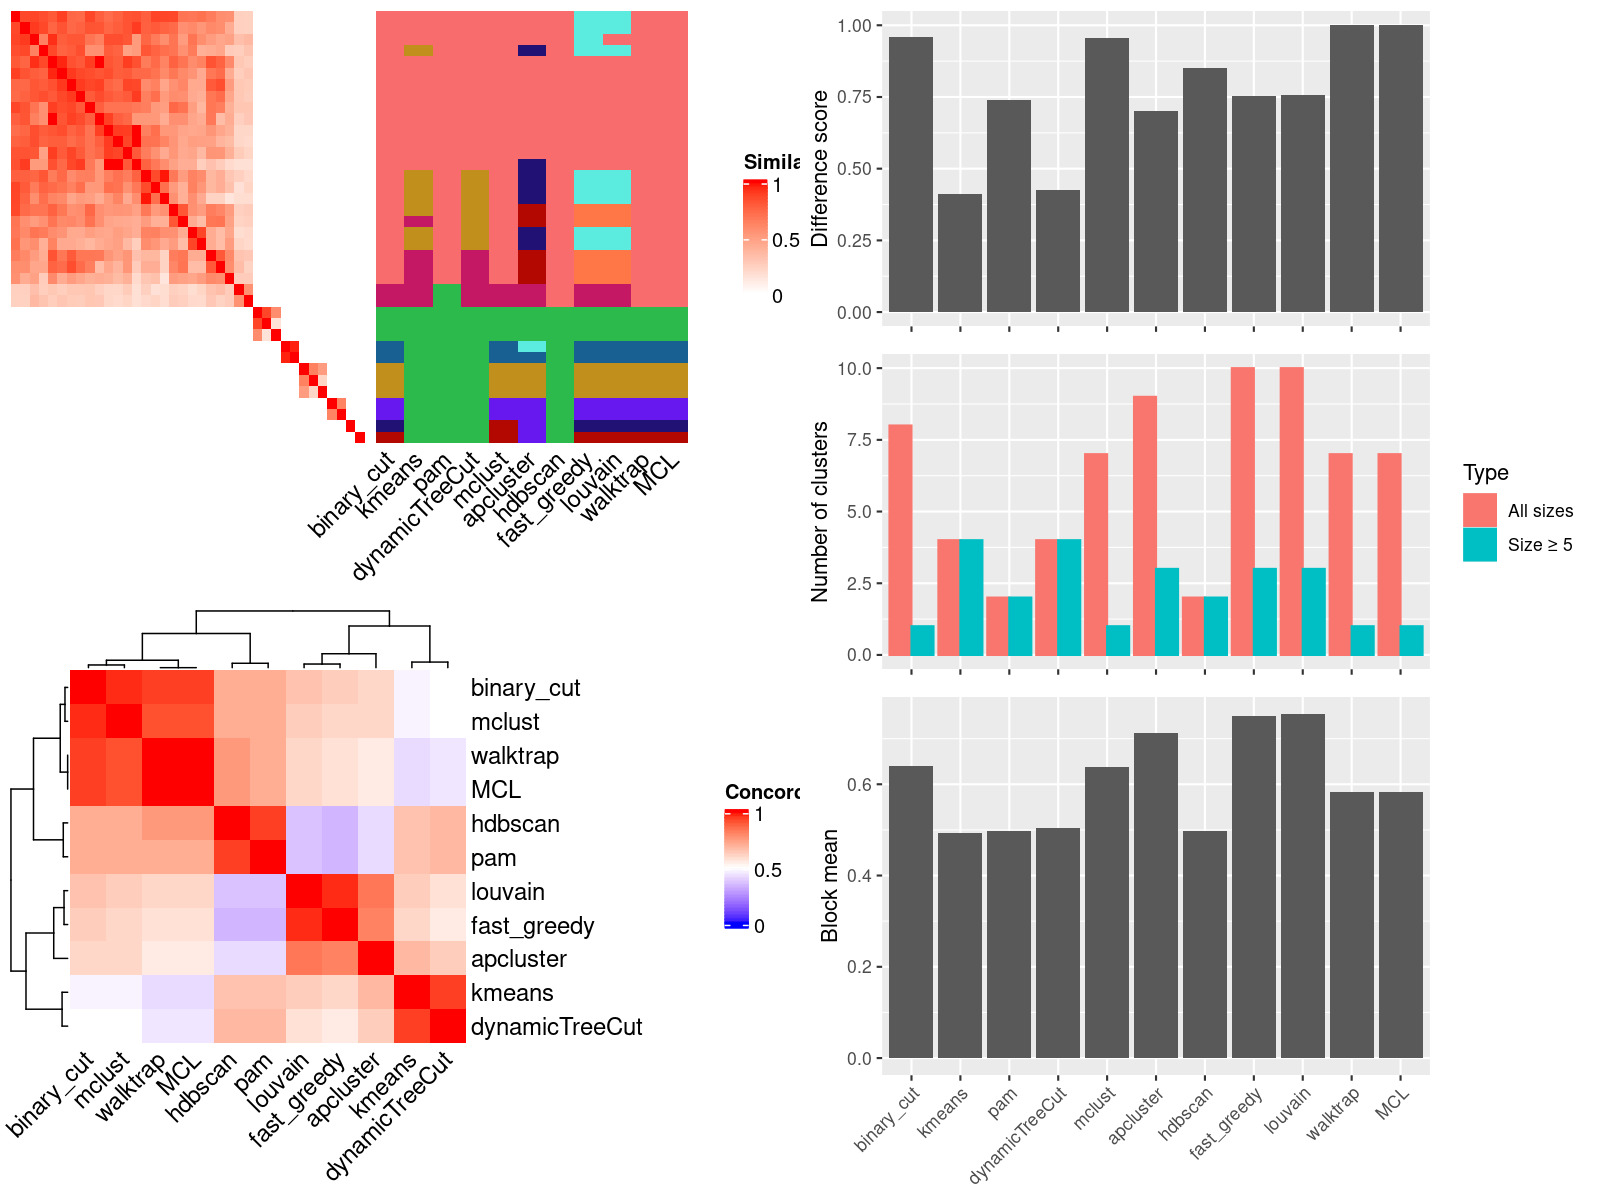 Simila
1
0.5
0
binary_cut
kmeans
pam
dynamicTreeCut
mclust
apcluster
hdbscan
fast_greedy
louvain
walktrap
MCL
Difference score
1.00
0.75
0.50
0.25
0.00
Number of clusters
10.0
7.5
5.0
2.5
0.0
Type
All sizes
Size ≥ 5
binary_cut
mclust
walktrap
MCL
hdbscan
pam
louvain
fast_greedy
apcluster
kmeans
dynamicTreeCut
binary_cut
mclust
walktrap
MCL
hdbscan
pam
louvain
fast_greedy
apcluster
kmeans
dynamicTreeCut
Concord
1
0.5
0
Block mean
0.6
0.4
0.2
0.0
binary_cut
kmeans
pam
dynamicTreeCut
mclust
apcluster
hdbscan
fast_greedy
louvain
walktrap
MCL